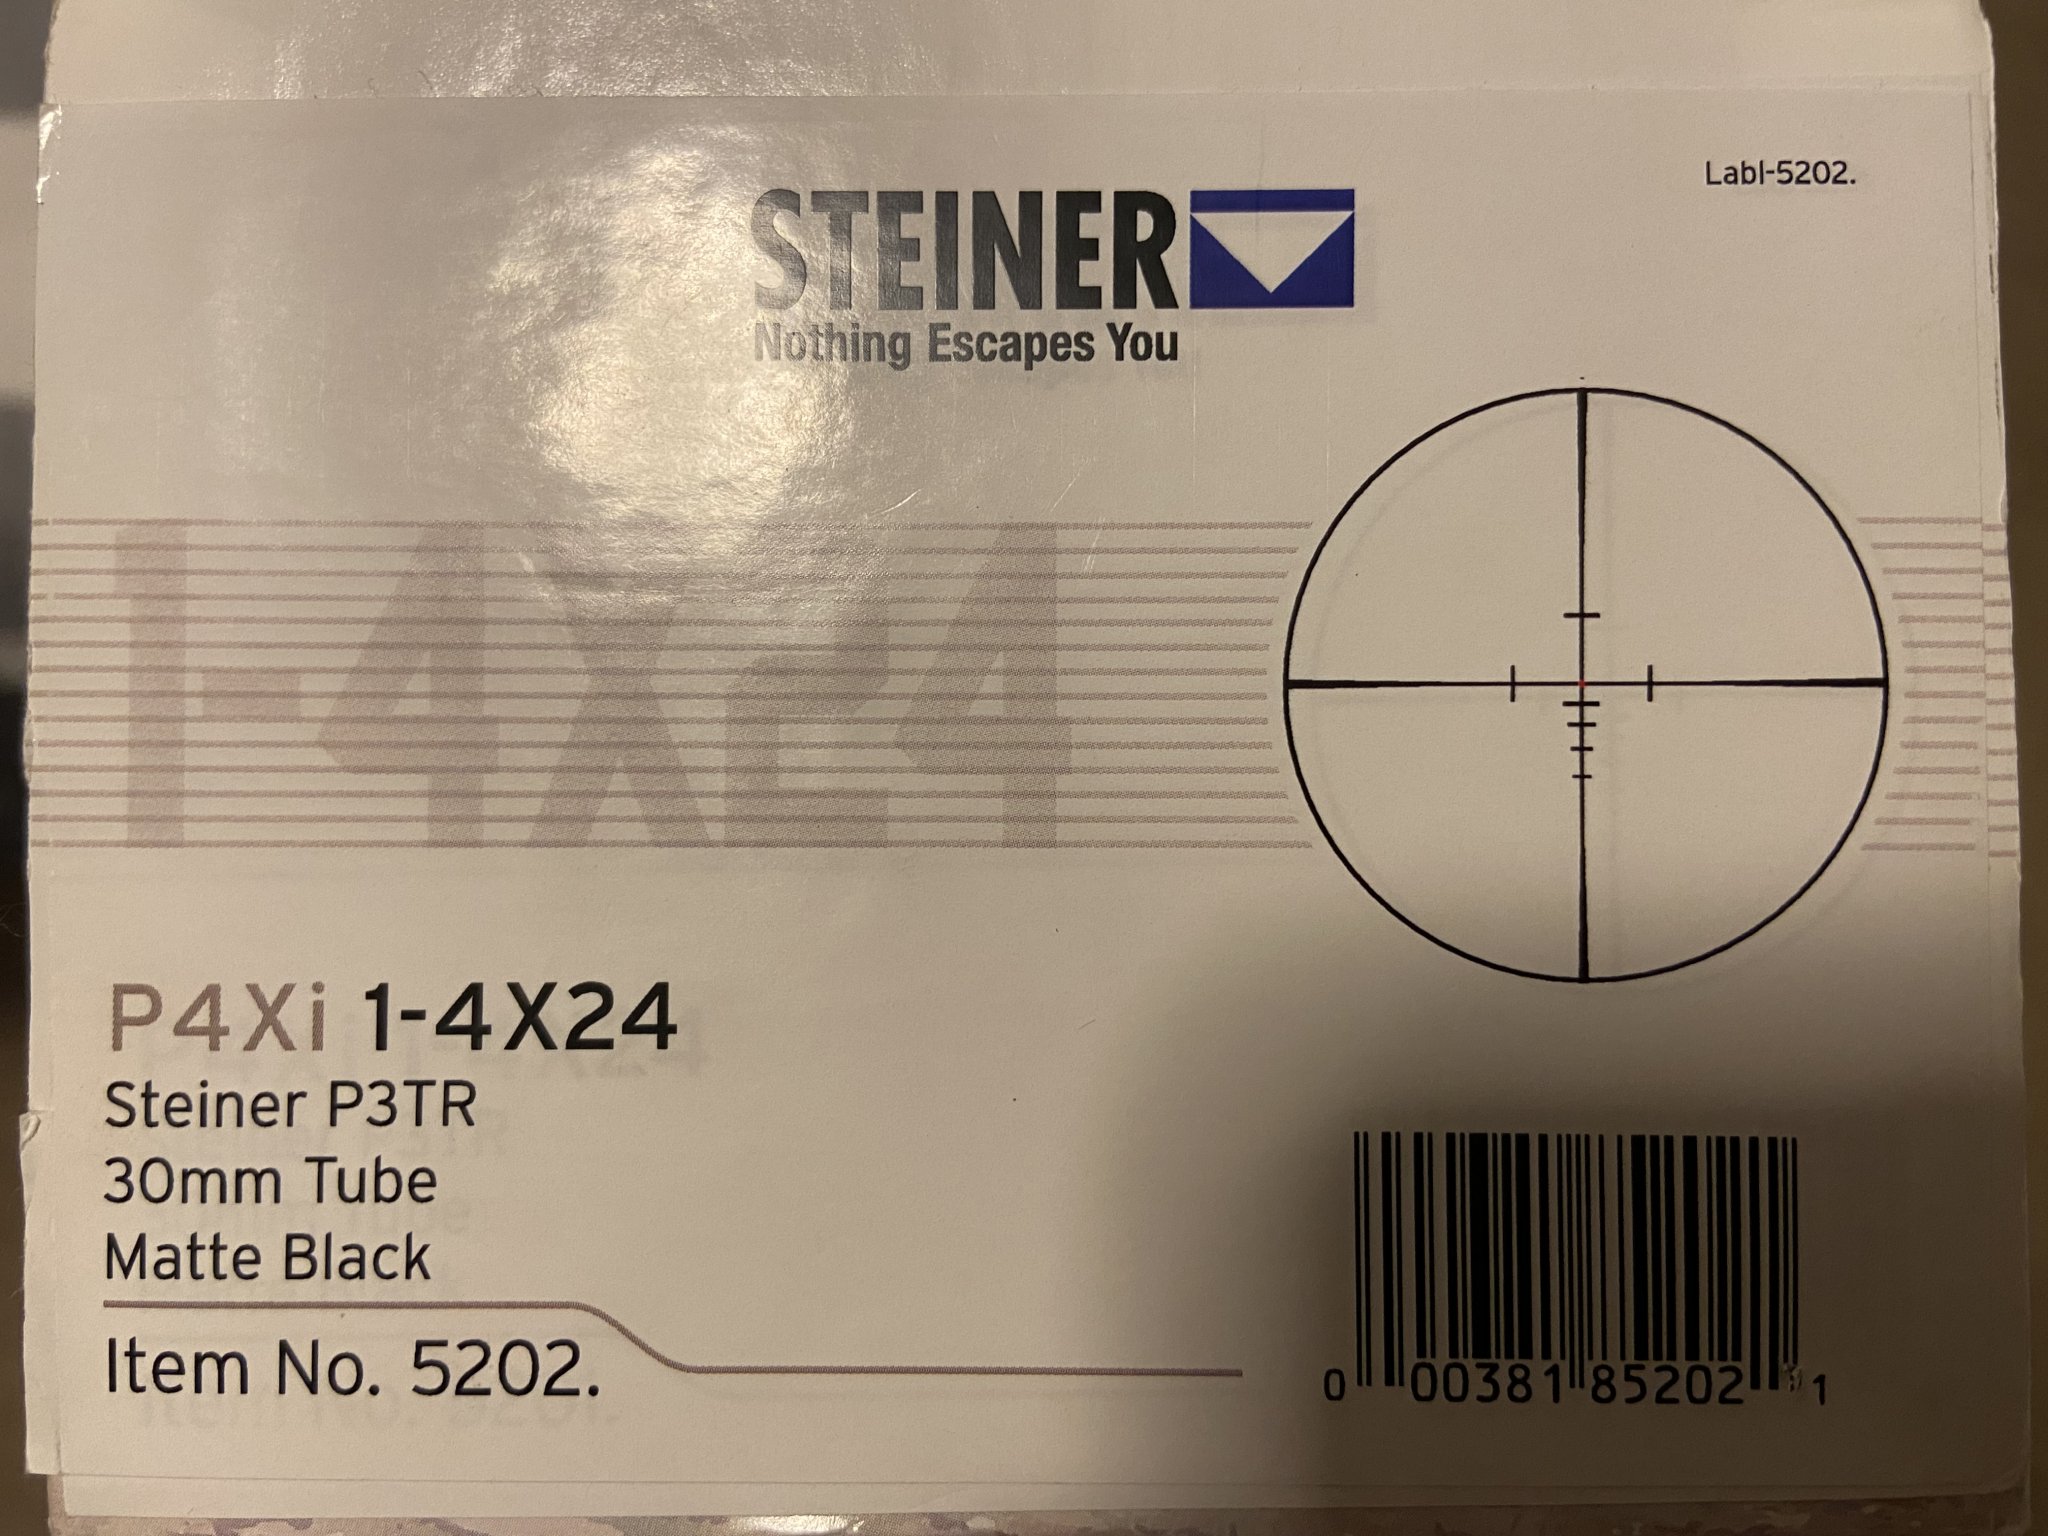 Labl-5202.
STEINER
Nothing Escapes You
1-4x24
P4Xi 1-4X24
Steiner P3TR
30mm Tube
Matte Black
Item No. 5202.
0 00381 85202 1